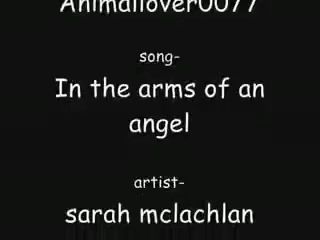 Animallover0077
song-
In the arms of an
angel
artist-
sarah mclachlan